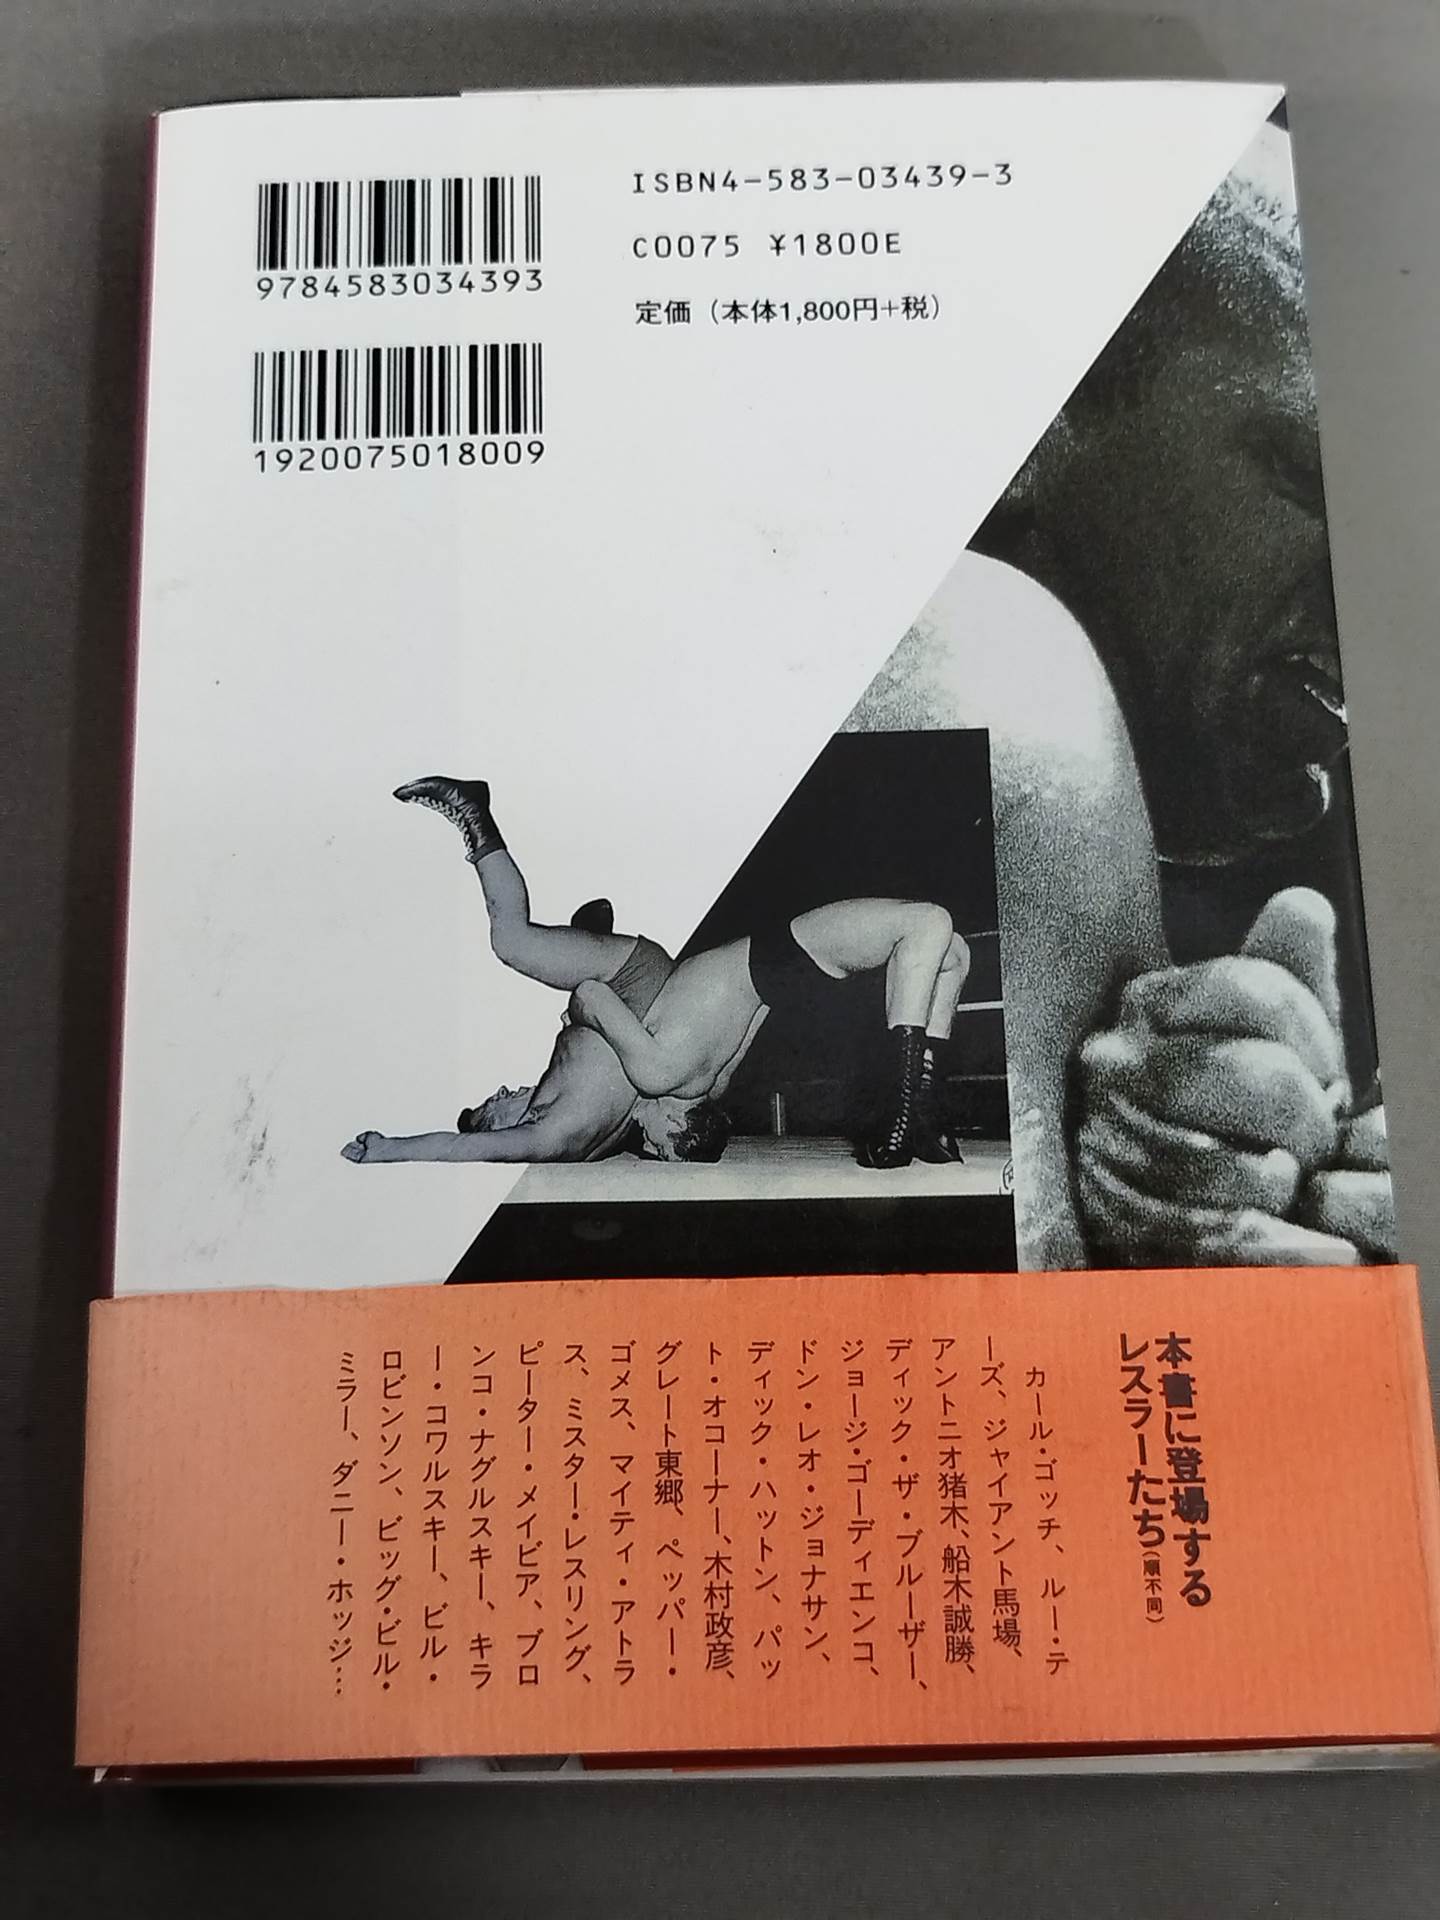 ISBN4-583-03439-3
C0075 ¥1800E
定価（本体1,800円+税）
9784583034393
1920075018009
本書に登場する
レスラーたち（順不同）
カール・ゴッチ、ルー・テ
ーズ、ジャイアント馬場、
アントニオ猪木、船木誠勝、
ディック・ザ・ブルーザー、
ジョージ・ゴーディエンコ、
ドン・レオ・ジョナサン、
ディック・ハットン、パッ
ト・オコーナー、木村政彦、
グレート東郷、ペッパー・
ゴメス、マイティ・アトラ
ス、ミスター・レスリング、
ピーター・メイビア、ブロ
ンコ・ナグルスキー、キラ
ー・コワルスキー、ビル・
ロビンソン、ビッグ・ビル・
ミラー、ダニー・ホッジ…